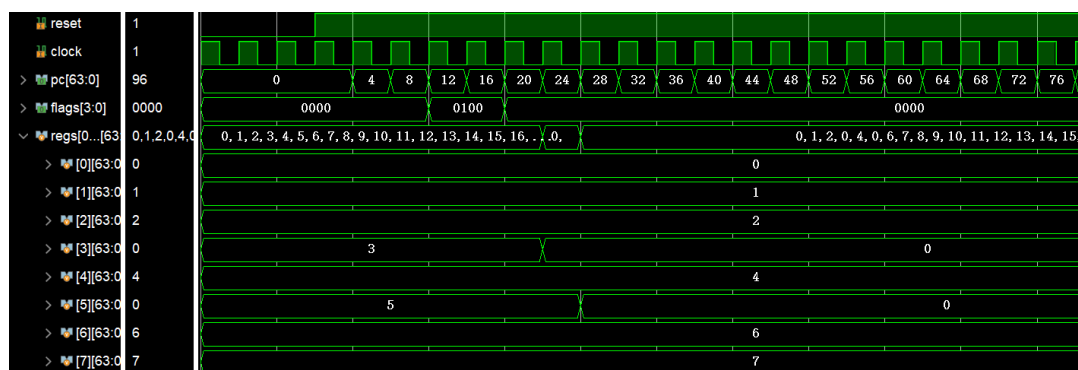 reset 1
clock 1
pc[63:0] 96 0 4 8 12 16 20 24 28 32 36 40 44 48 52 56 60 64 68 72 76
flags[3:0] 0000 0000 0100 0000
regs[0...[63 0,1,2,0,4,0 0,1,2,3,4,5,6,7,8,9,10,11,12,13,14,15,16,. .0, 0,1,2,0,4,0,6,7,8,9,10,11,12,13,14,15
[0][63:0 0 0
[1][63:0 1 1
[2][63:0 2 2
[3][63:0 0 3 0
[4][63:0 4 4
[5][63:0 0 5 0
[6][63:0 6 6
[7][63:0 7 7